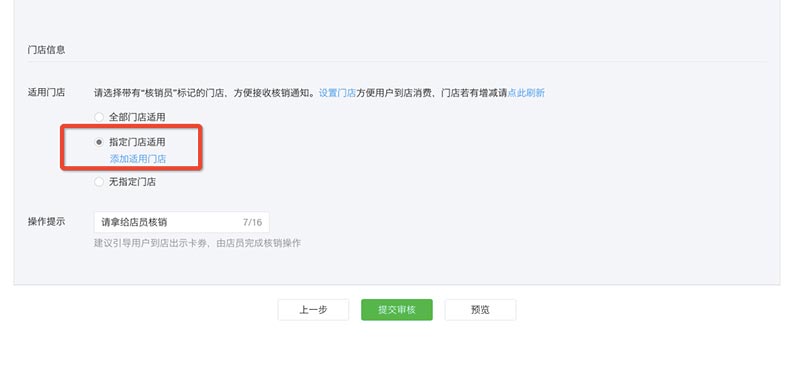 门店信息
适用门店 请选择带有“核销员”标记的门店，方便接收核销通知。设置门店方便用户到店消费，门店若有增减请点此刷新
全部门店适用
指定门店适用
添加适用门店
无指定门店
操作提示 请拿给店员核销 7/16
建议引导用户到店出示卡券，由店员完成核销操作
上一步 提交审核 预览